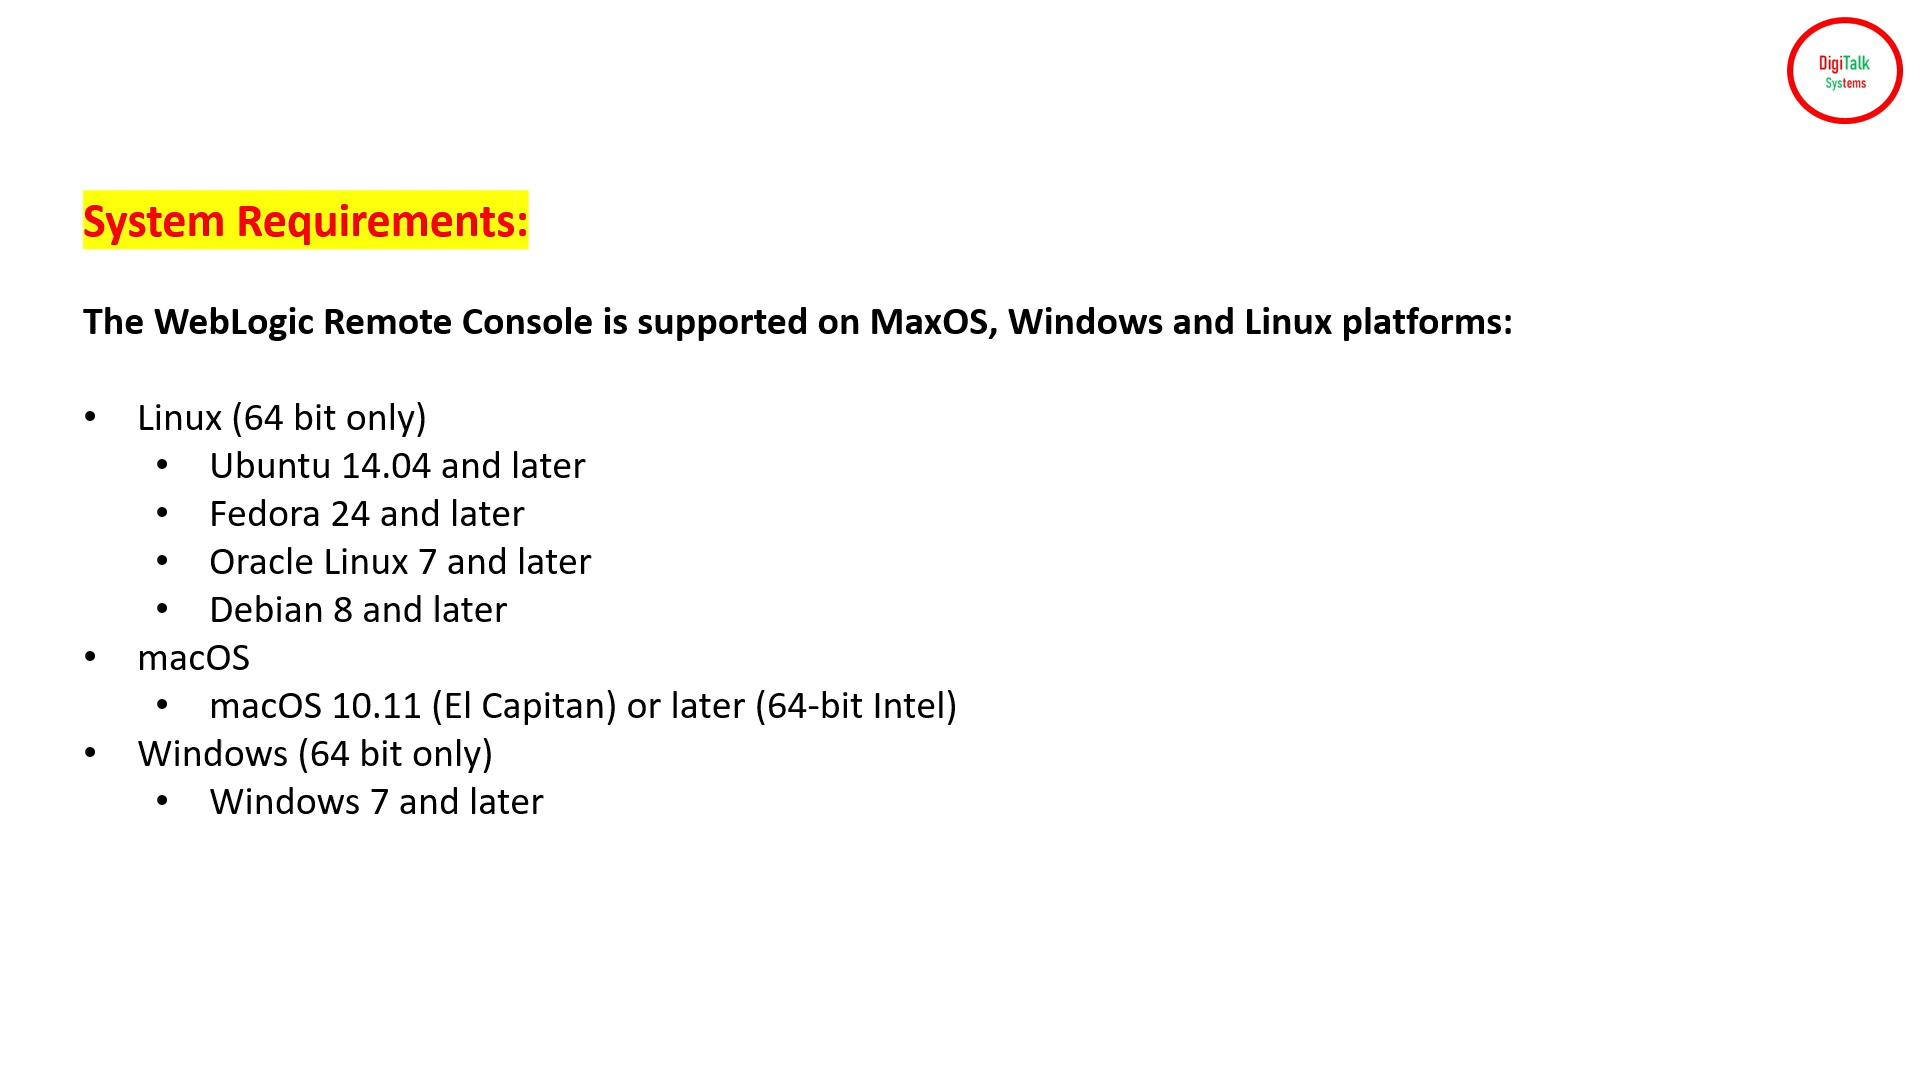 DigiTalk
Systems
System Requirements:
The WebLogic Remote Console is supported on MaxOS, Windows and Linux platforms:
• Linux (64 bit only)
• Ubuntu 14.04 and later
• Fedora 24 and later
• Oracle Linux 7 and later
• Debian 8 and later
• macOS
• macOS 10.11 (El Capitan) or later (64-bit Intel)
• Windows (64 bit only)
• Windows 7 and later